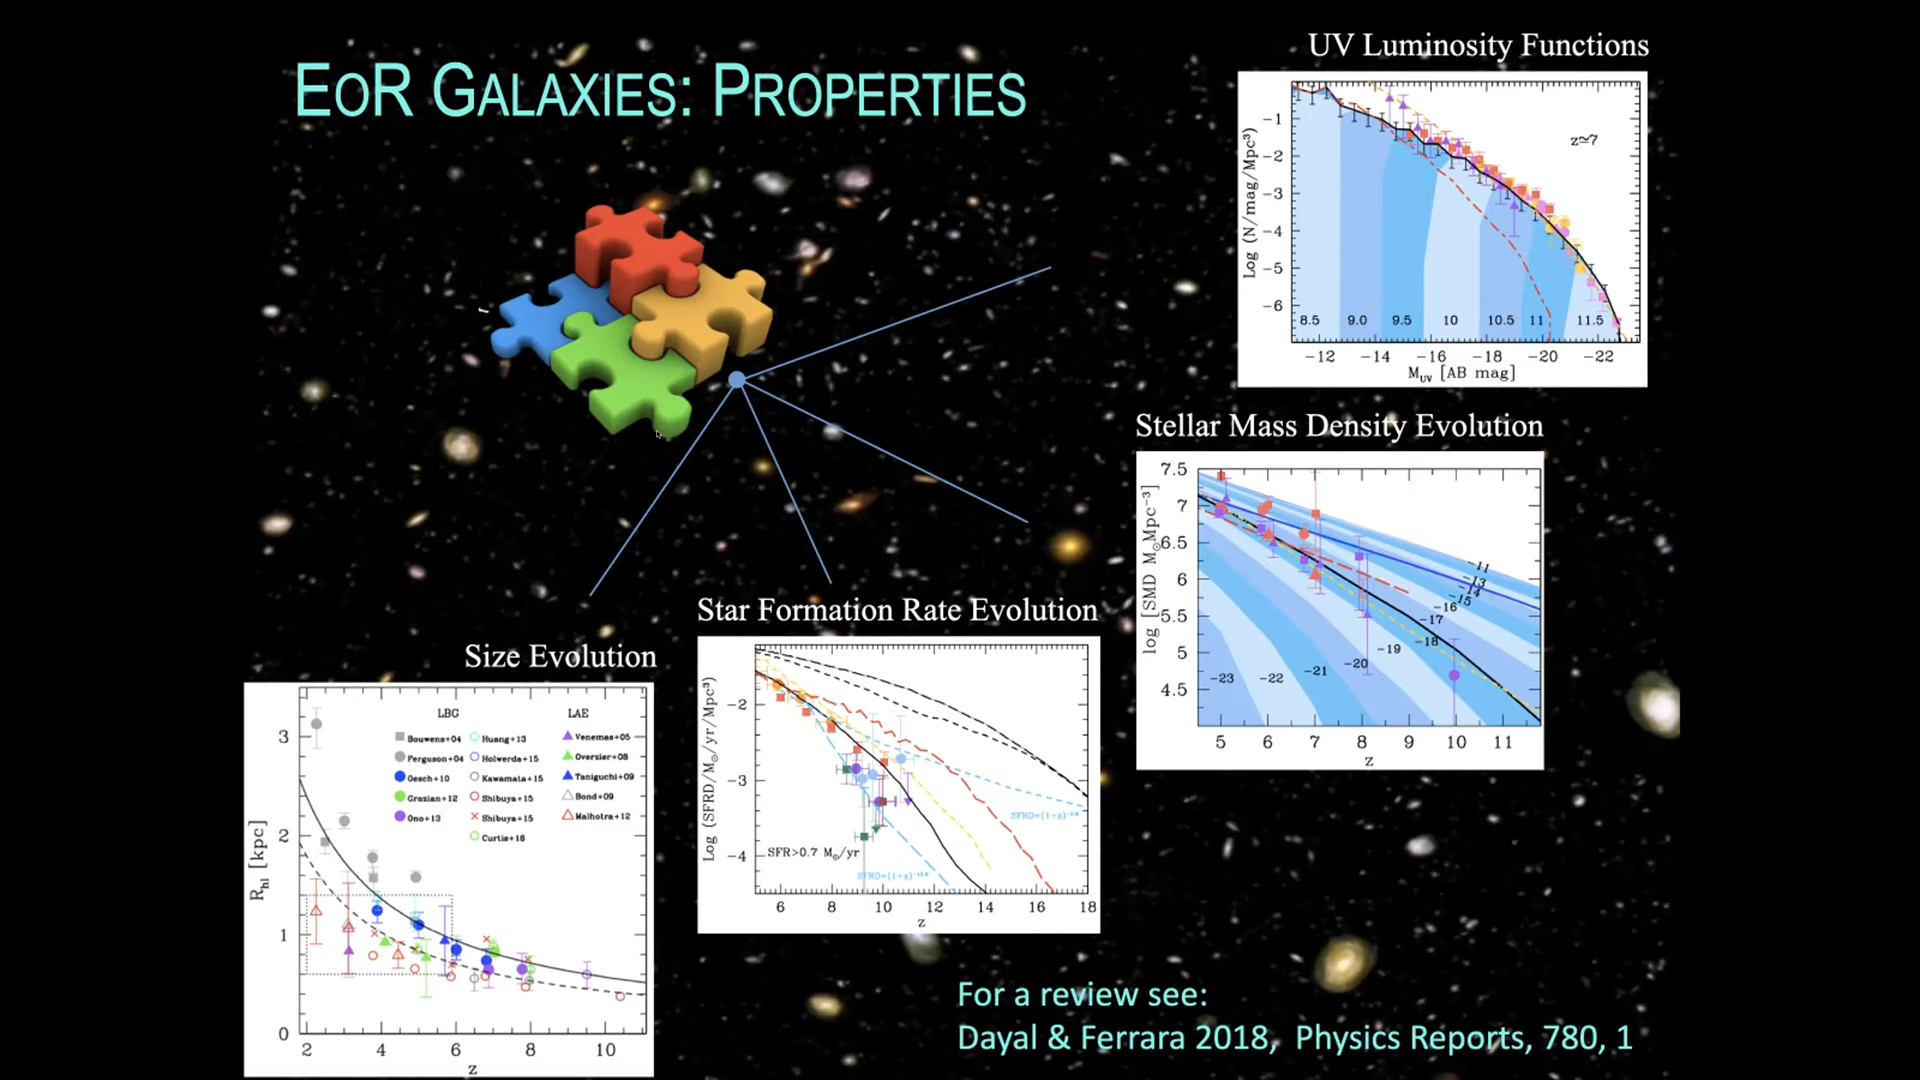 EoR Galaxies: Properties
UV Luminosity Functions
Log (N/mag/Mpc³)
-1
-2
-3
-4
-5
-6
z≃7
8.5 9.0 9.5 10 10.5 11 11.5
-12 -14 -16 -18 -20 -22
M_UV [AB mag]
Stellar Mass Density Evolution
log [SMD M⊙Mpc⁻³]
7.5
7
6.5
6
5.5
5
4.5
-11
-13
-14
-15
-16
-17
-18
-19
-20
-21
-22
-23
5 6 7 8 9 10 11
z
Star Formation Rate Evolution
Log (SFRD/M⊙/yr/Mpc³)
-2
-3
-4
SFR>0.7 M⊙/yr
6 8 10 12 14 16 18
z
Size Evolution
R_hl [kpc]
3
2
1
0
LBG LAE
Bouwens+04 Huang+13 Venemas+05
Ferguson+04 Holwerda+15 Overzier+08
Oesch+10 Kawamata+15 Taniguchi+09
Grazian+12 Shibuya+15 Bond+09
Ono+13 Shibuya+15 Malhotra+12
Curtis+16
2 4 6 8 10
z
For a review see:
Dayal & Ferrara 2018, Physics Reports, 780, 1